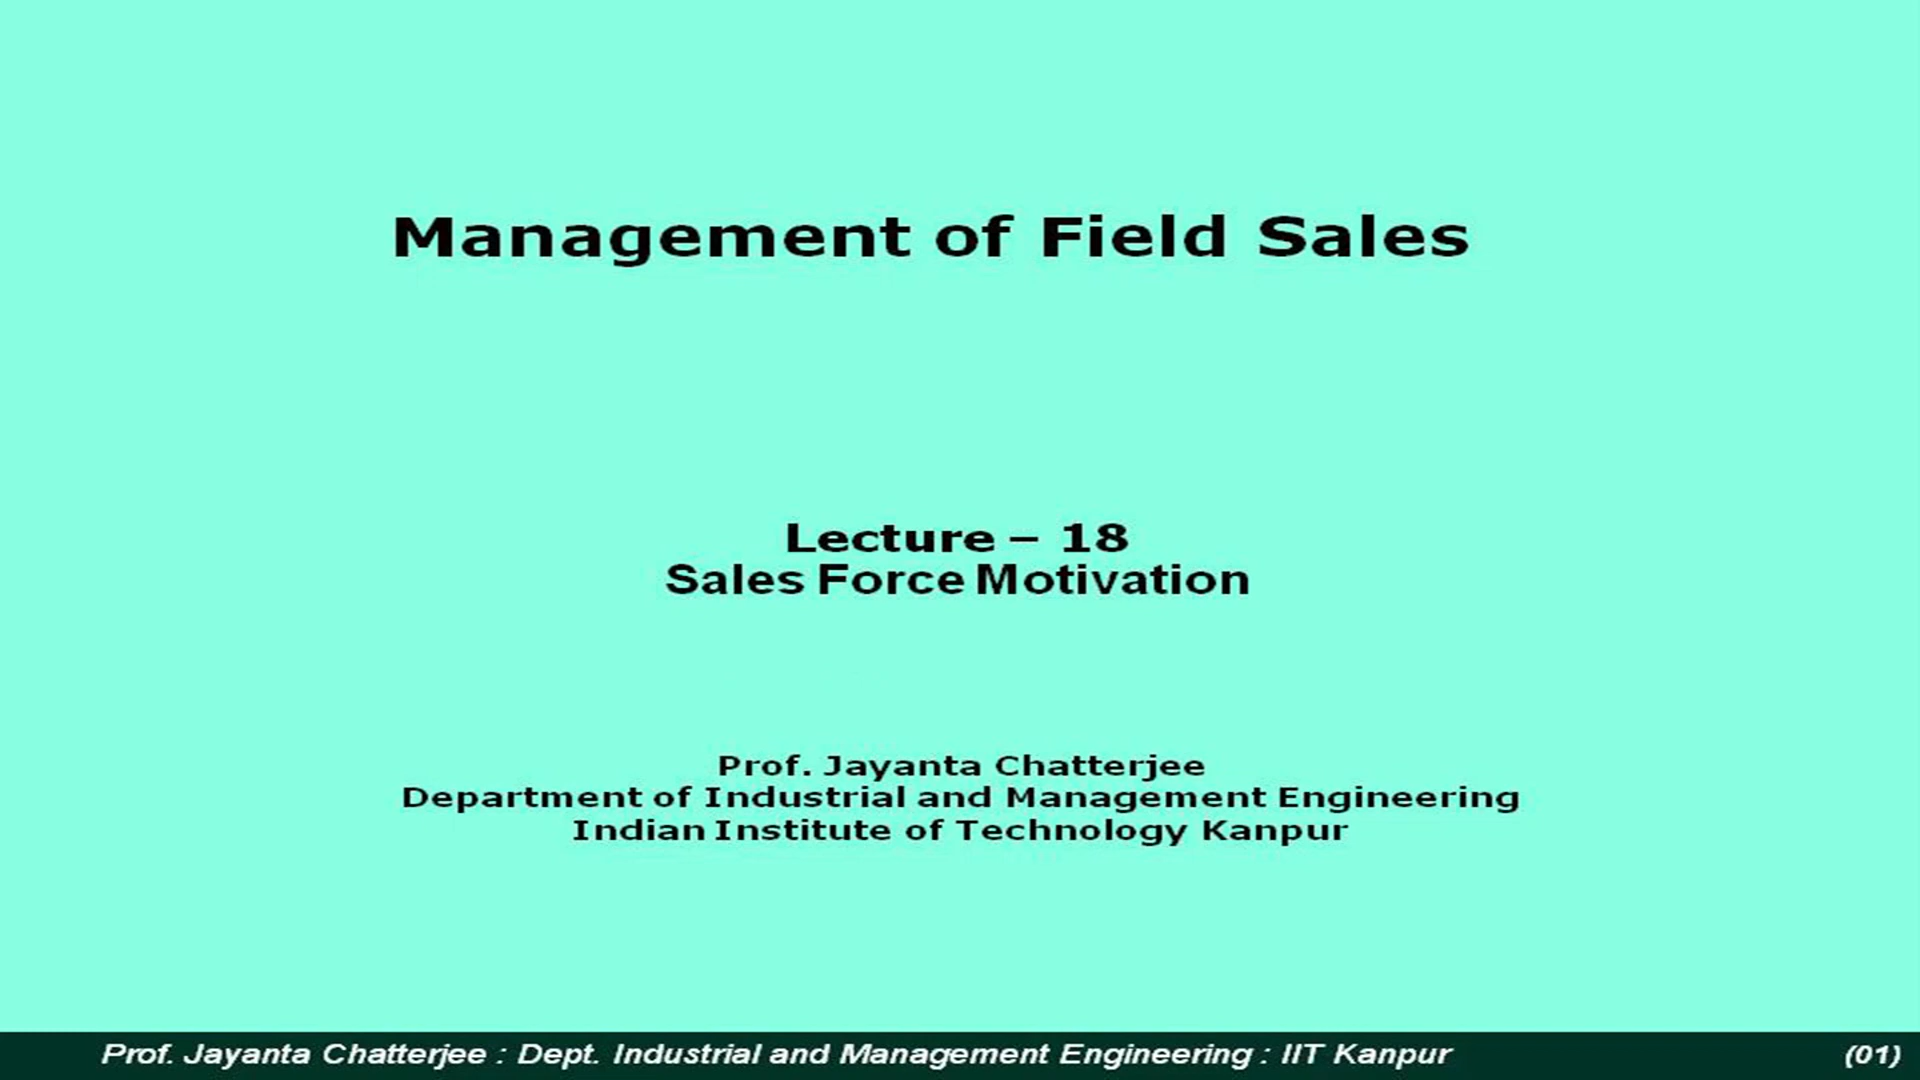 Management of Field Sales
Lecture – 18
Sales Force Motivation
Prof. Jayanta Chatterjee
Department of Industrial and Management Engineering
Indian Institute of Technology Kanpur
Prof. Jayanta Chatterjee : Dept. Industrial and Management Engineering : IIT Kanpur (01)